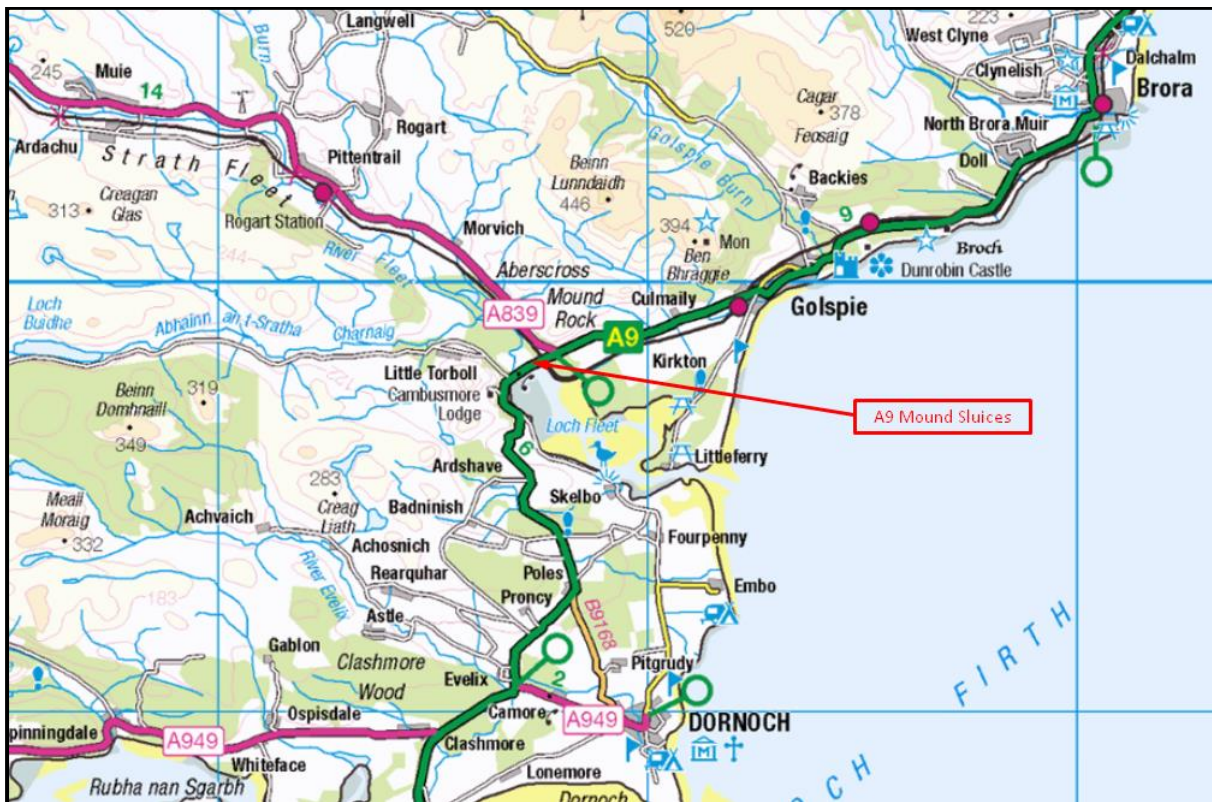 Langwell
520
223
West Clyne
Dalchalm
245
Muie
14
Burn
Clynelish
Brora
Cagar
Feosaig
378
Rogart
North Brora Muir
Ardachu
Strath Fleet
Pittentrail
Golspie Burn
Doll
Creagan
Glas
313
Beinn
Lunndaidh
446
Backies
Rogart Station
9
394
Mon
Morvich
River Fleet
244
Ben
Bhraggie
Broch
Dunrobin Castle
Aberscross
Mound
Rock
Culmaily
Golspie
Loch
Buidhe
Abhainn an t-Sratha Charnaig
A839
A9
Kirkton
Little Torboll
Cambusmore
Lodge
Beinn
Domhnaill
319
349
A9 Mound Sluices
Loch Fleet
6
Ardshave
Littleferry
283
Creag
Liath
Skelbo
Meall
Moraig
332
Achvaich
Badninish
Achosnich
Fourpenny
River Evelix
Rearquhar
Poles
Embo
183
Astle
Proncy
B9168
Gablon
Clashmore
Wood
Pitgrudy
FIRTH
Evelix
2
Camore
A949
DORNOCH
Ospisdale
pinningdale
A949
Clashmore
Whiteface
Lonemore
Rubha nan Sgarbh
Dornoch
OCH